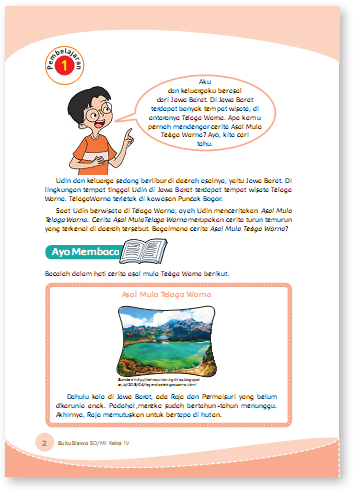 Pembelajaran
1
Aku
dan keluargaku berasal
dari Jawa Barat. Di Jawa Barat
terdapat banyak tempat wisata, di
antaranya Telaga Warna. Apa kamu
pernah mendengar cerita Asal Mula
Telaga Warna? Ayo, kita cari
tahu.
Udin dan keluarga sedang berlibur di daerah asalnya, yaitu Jawa Barat. Di
lingkungan tempat tinggal Udin di Jawa Barat terdapat tempat wisata Telaga
Warna. TelagaWarna terletak di kawasan Puncak Bogor.
Saat Udin berwisata di Telaga Warna, ayah Udin menceritakan Asal Mula
Telaga Warna. Cerita Asal MulaTelaga Warna merupakan cerita turun temurun
yang terkenal di daerah tersebut. Bagaimana cerita Asal Mula Telaga Warna?
Ayo Membaca
Bacalah dalam hati cerita asal mula Telaga Warna berikut.
Asal Mula Telaga Warna
Sumber:
Dahulu kala di Jawa Barat, ada Raja dan Permaisuri yang belum
dikarunia anak. Padahal ,mereka sudah bertahun-tahun menunggu.
Akhirnya, Raja memutuskan untuk bertapa di hutan.
2 Buku Siswa SD/MI Kelas IV